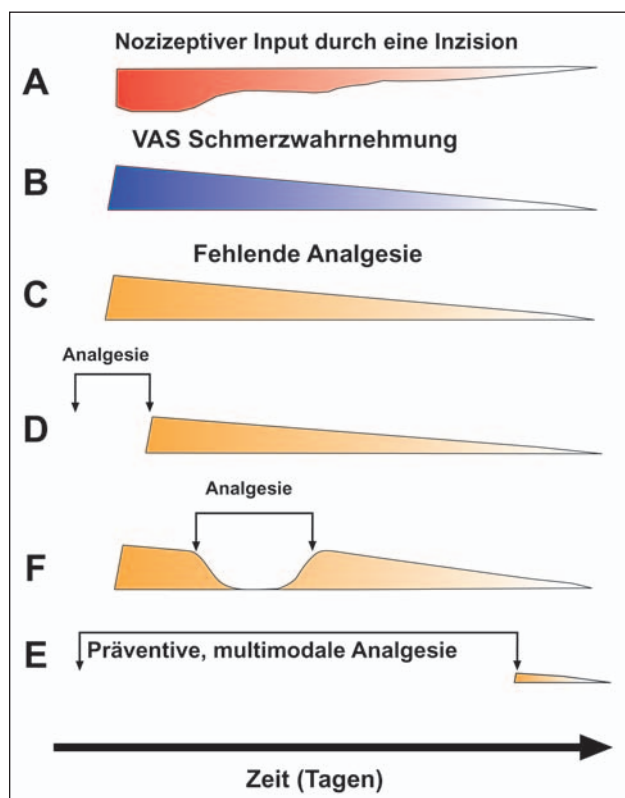 Nozizeptiver Input durch eine Inzision
A
VAS Schmerzwahrnehmung
B
Fehlende Analgesie
C
Analgesie
D
Analgesie
F
E
Präventive, multimodale Analgesie
Zeit (Tagen)